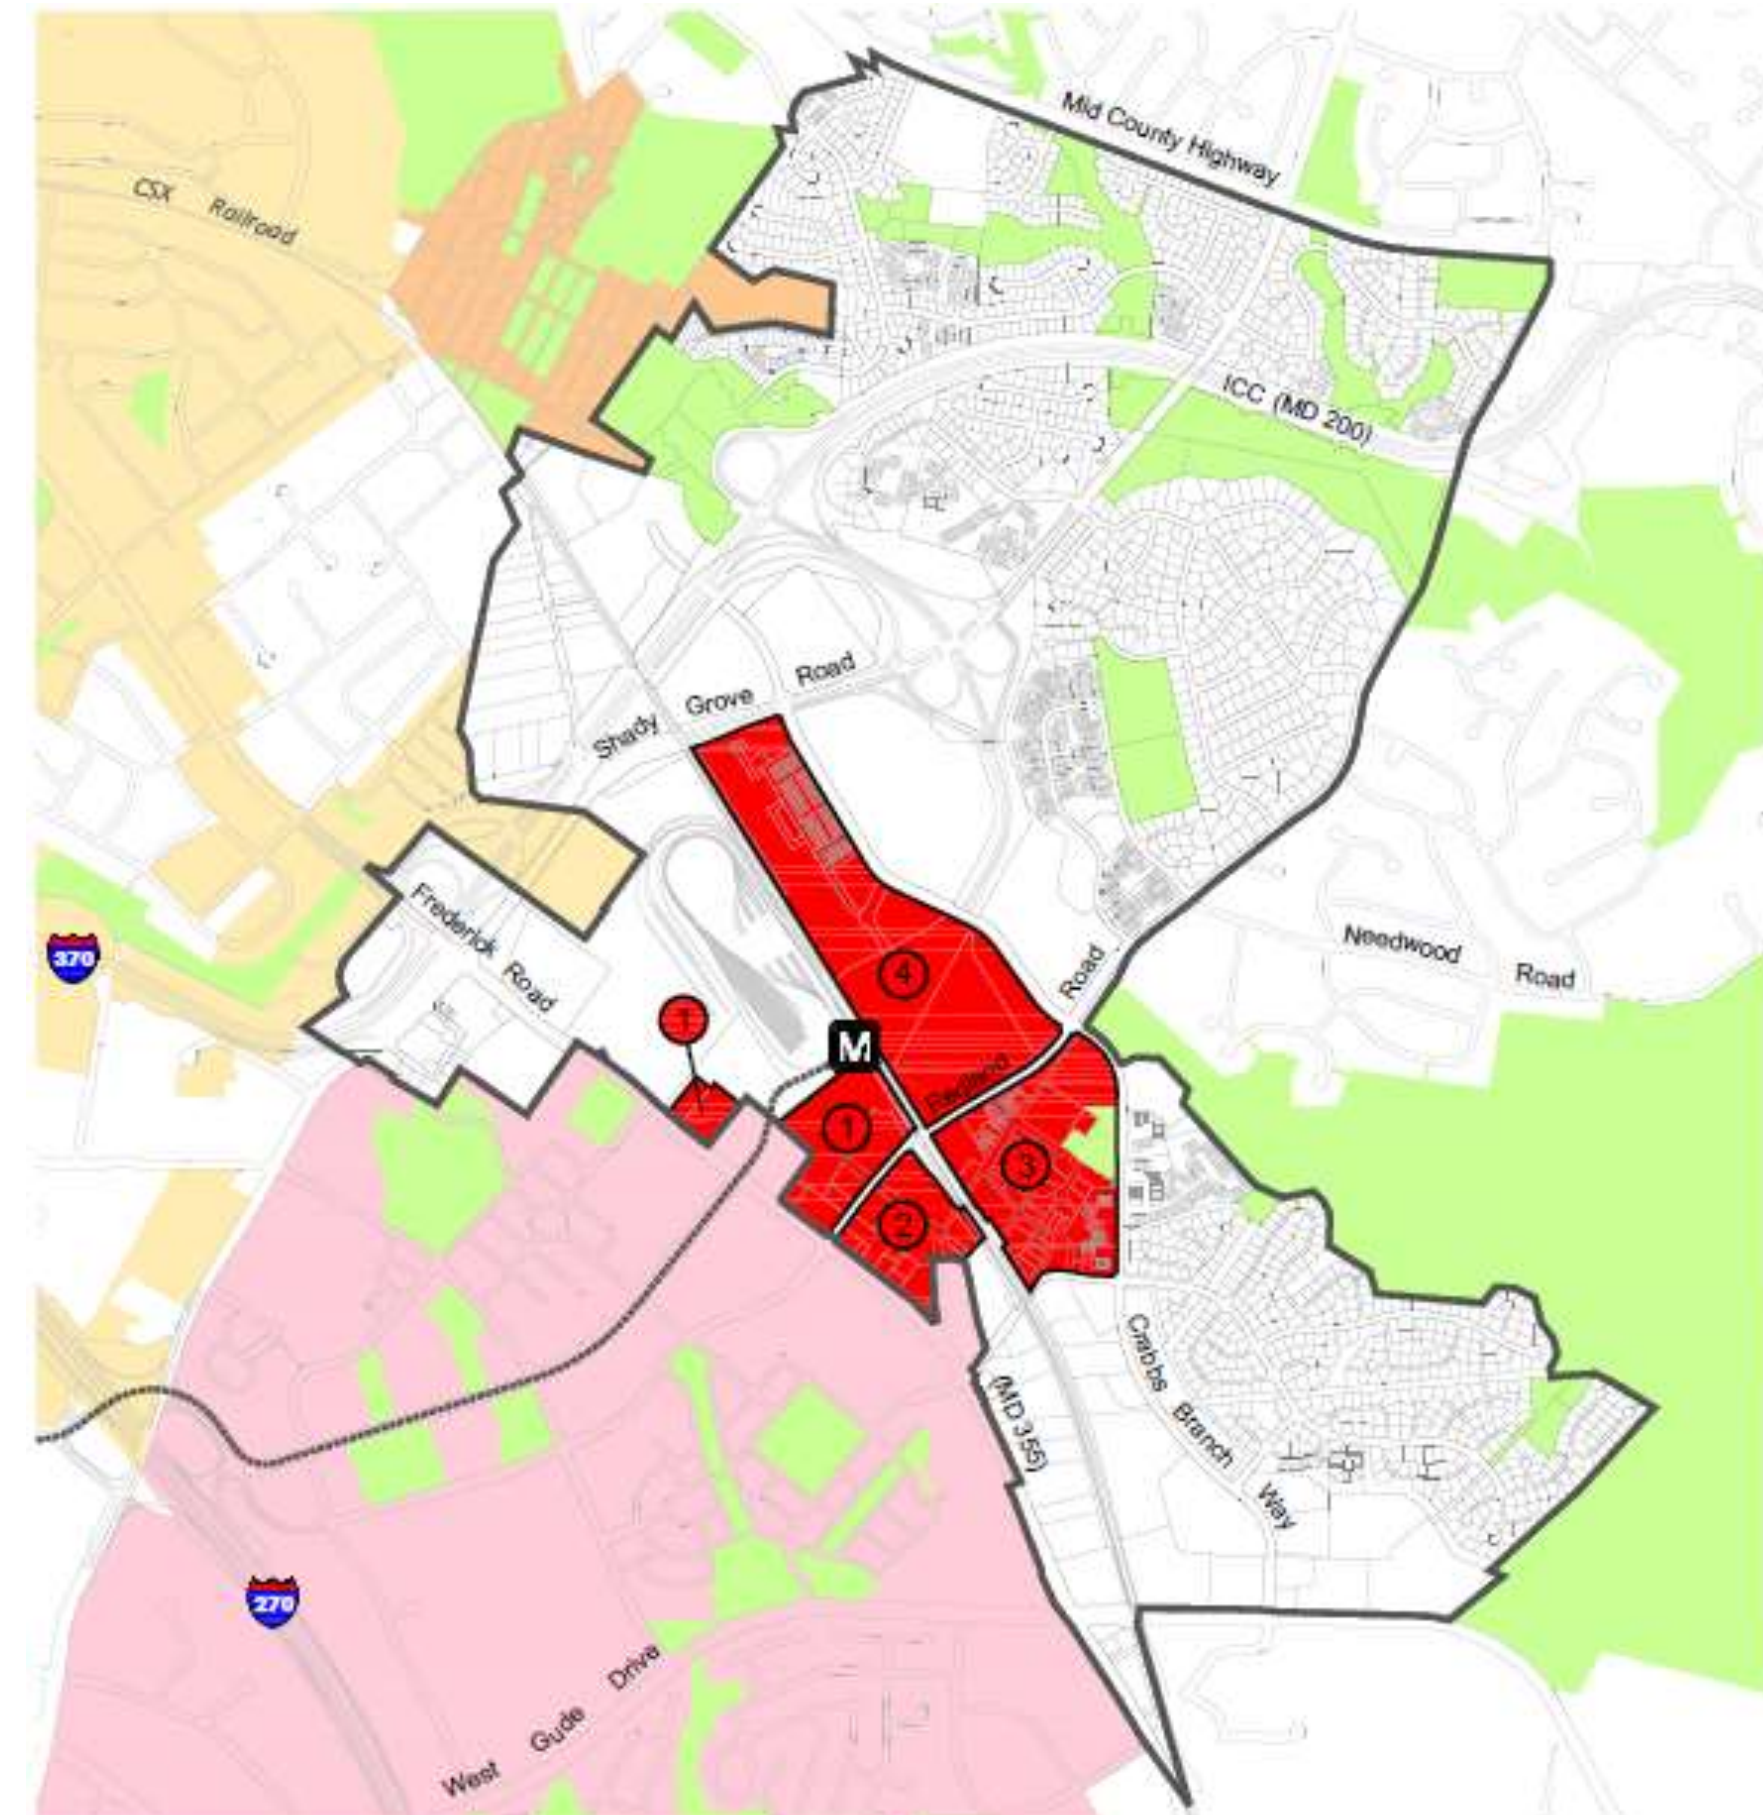 Mid County Highway
CSX Railroad
ICC (MD 200)
Shady Grove Road
Frederick Road
370
Needwood Road
Road
4
1
M
Redland
1
3
2
Crabbs Branch Way
(MD 355)
270
West Gude Drive